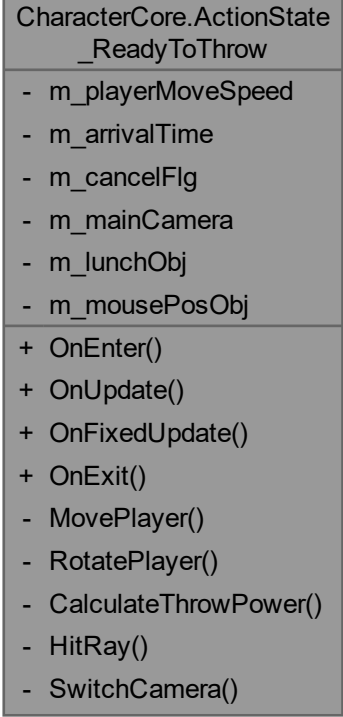 CharacterCore.ActionState
_ReadyToThrow
- m_playerMoveSpeed
- m_arrivalTime
- m_cancelFlg
- m_mainCamera
- m_lunchObj
- m_mousePosObj
+ OnEnter()
+ OnUpdate()
+ OnFixedUpdate()
+ OnExit()
- MovePlayer()
- RotatePlayer()
- CalculateThrowPower()
- HitRay()
- SwitchCamera()